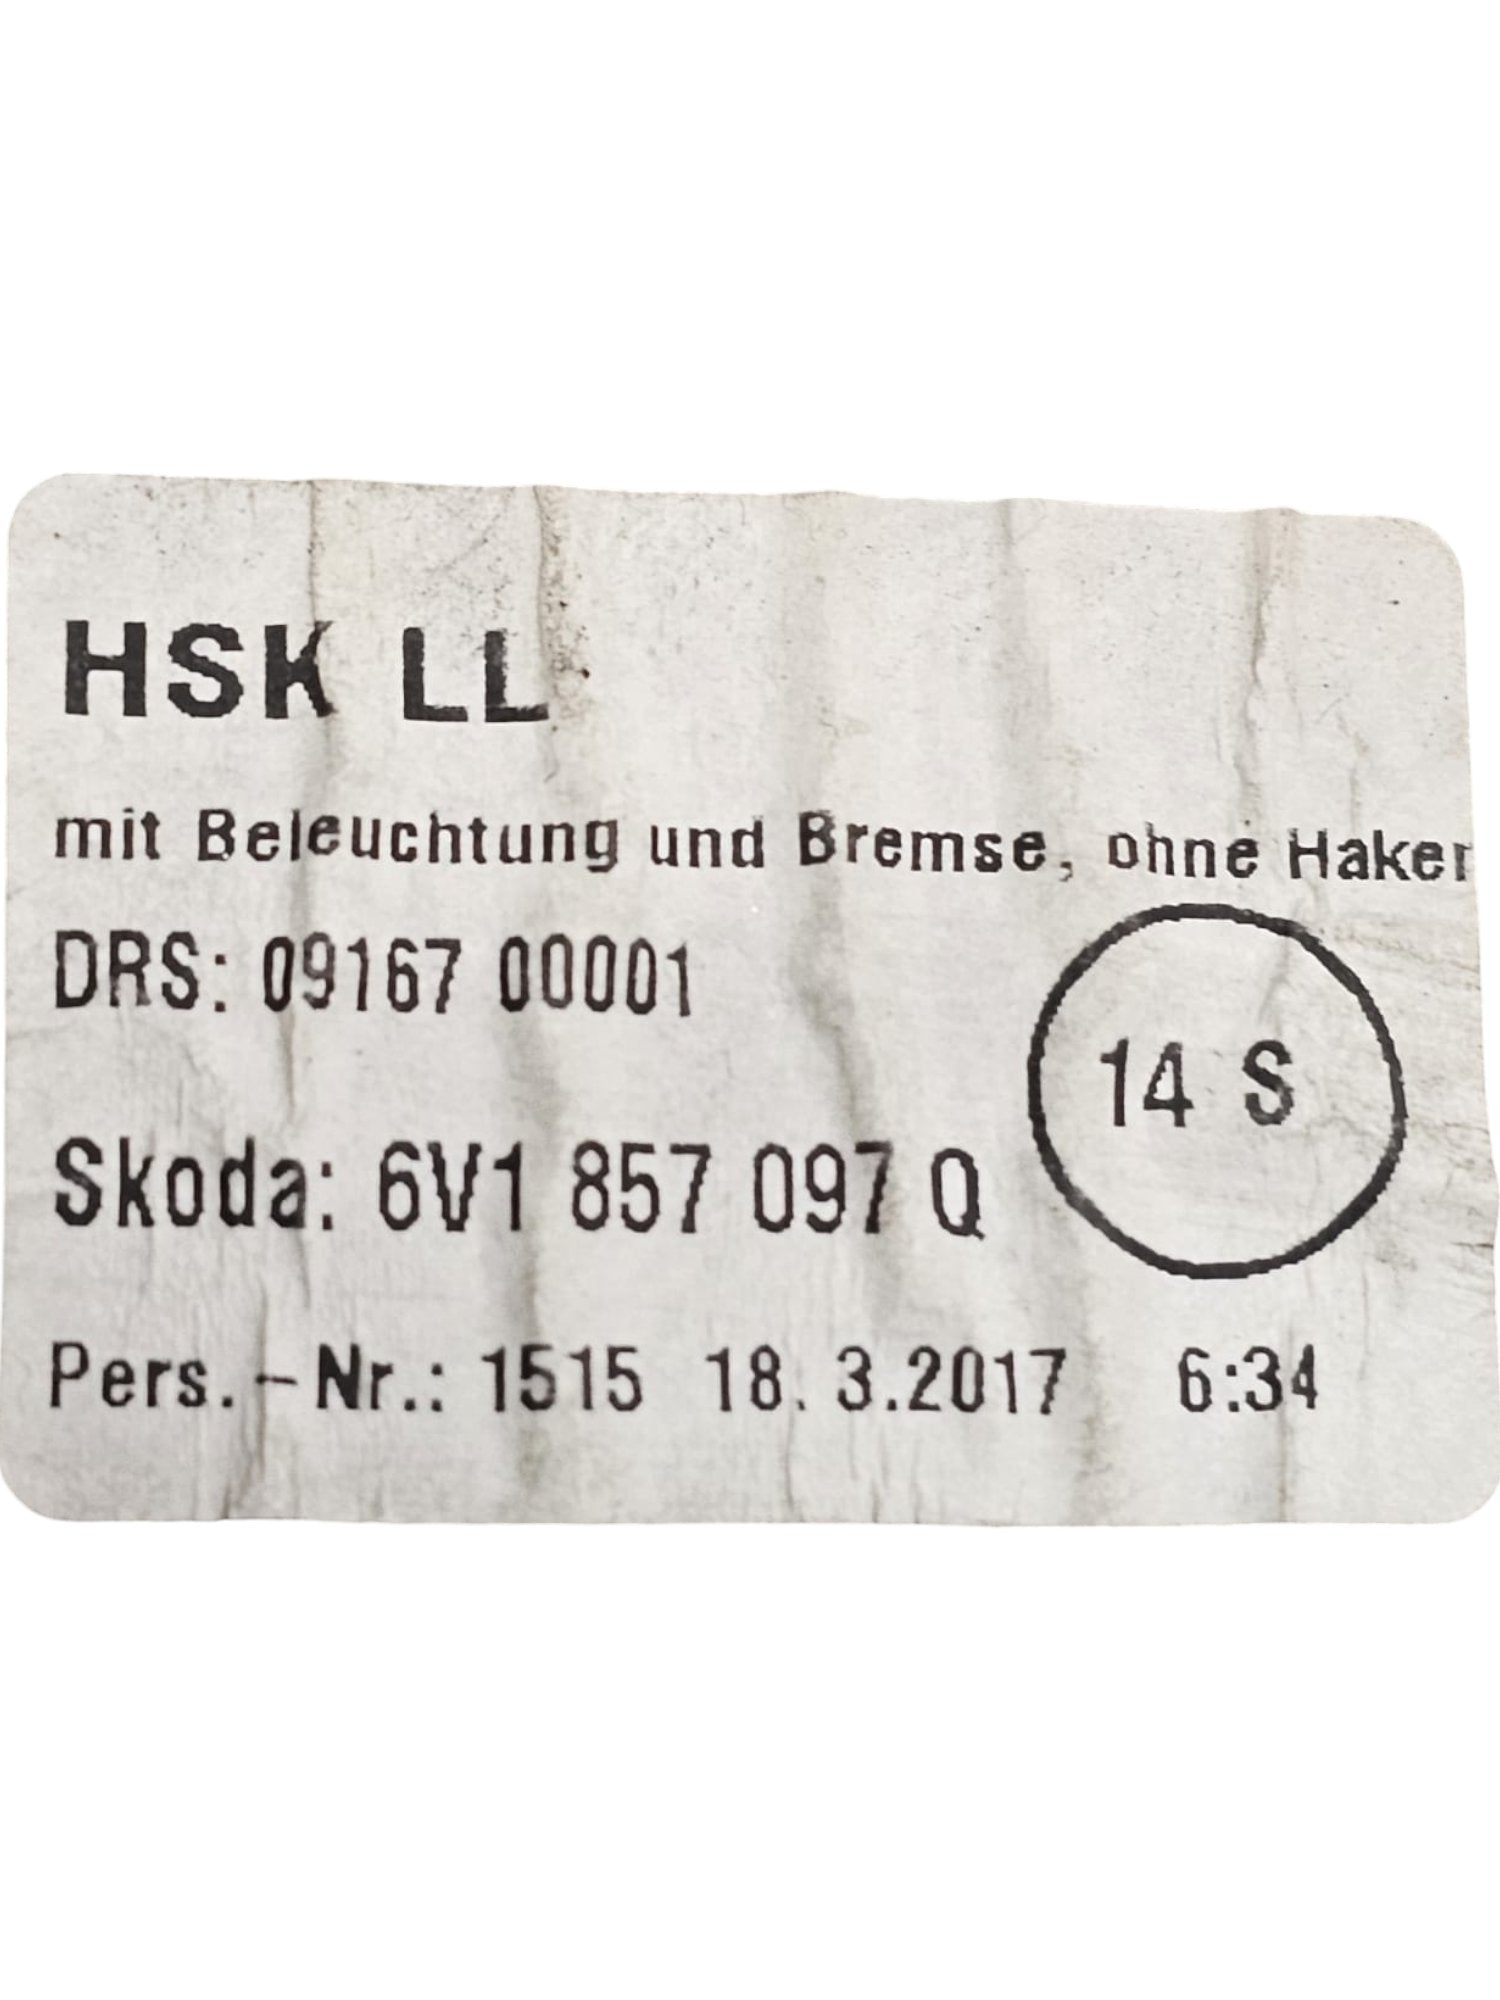 HSK LL
mit Beleuchtung und Bremse, ohne Haker
DRS: 09167 00001
14 S
Skoda: 6V1 857 097 Q
Pers.-Nr.: 1515 18. 3.2017 6:34